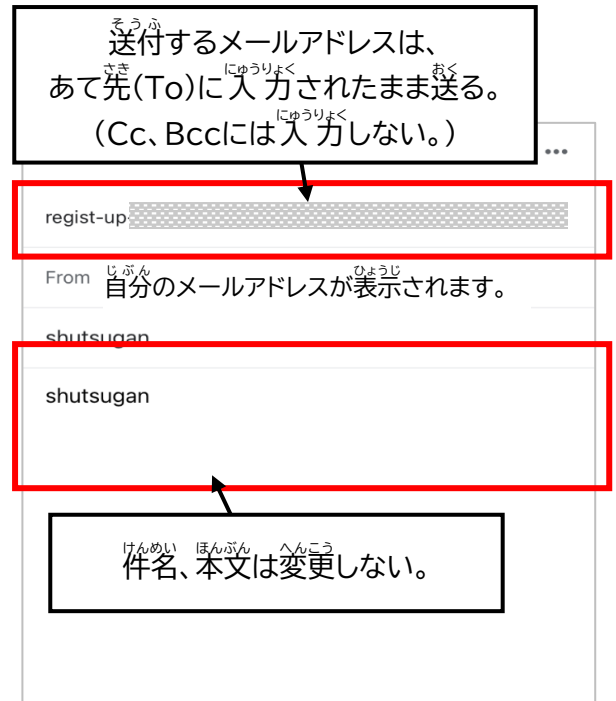 送付するメールアドレスは、
あて先(To)に入力されたまま送る。
(Cc、Bccには入力しない。)
regist-up-
From 自分のメールアドレスが表示されます。
shutsugan
shutsugan
件名、本文は変更しない。